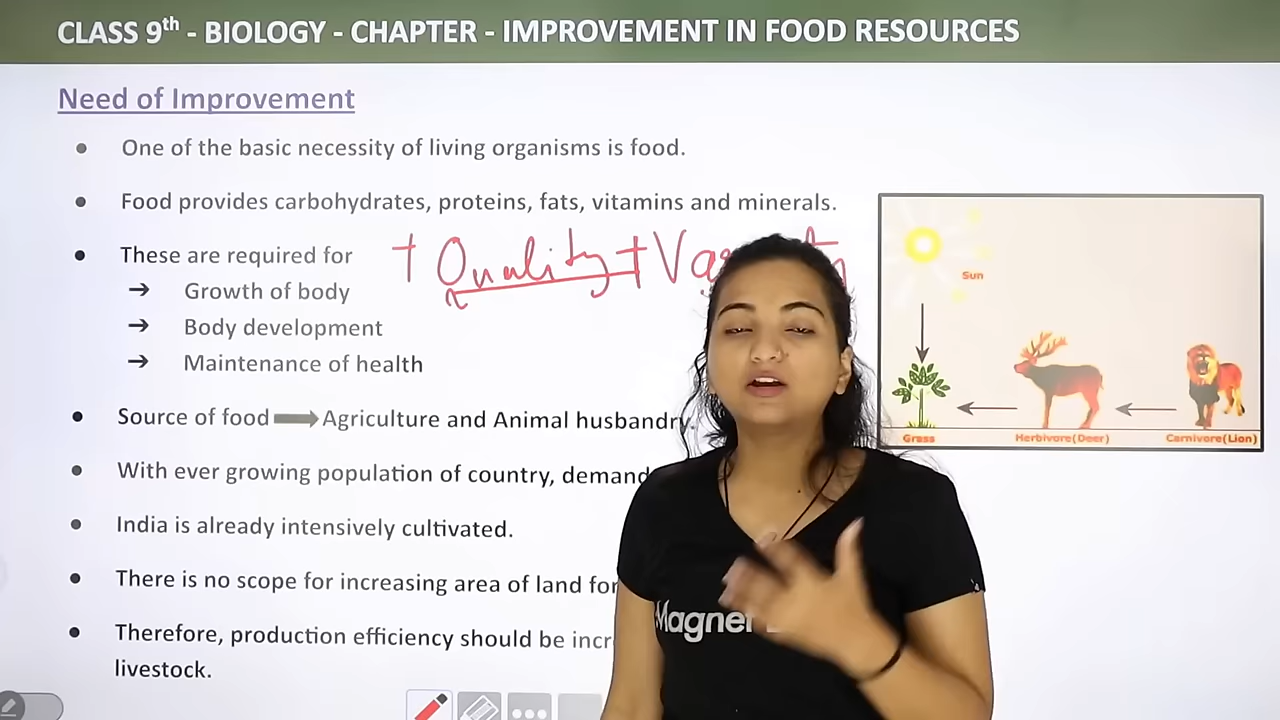 CLASS 9th - BIOLOGY - CHAPTER - IMPROVEMENT IN FOOD RESOURCES
Need of Improvement
• One of the basic necessity of living organisms is food.
• Food provides carbohydrates, proteins, fats, vitamins and minerals.
• These are required for
+ Quality +
→ Growth of body
→ Body development
→ Maintenance of health
• Source of food → Agriculture and Animal husbandry.
• With ever growing population of country, demand
• India is already intensively cultivated.
• There is no scope for increasing area of land for
• Therefore, production efficiency should be
livestock.
Sun
Grass
Herbivore(Deer)
Carnivore(Lion)